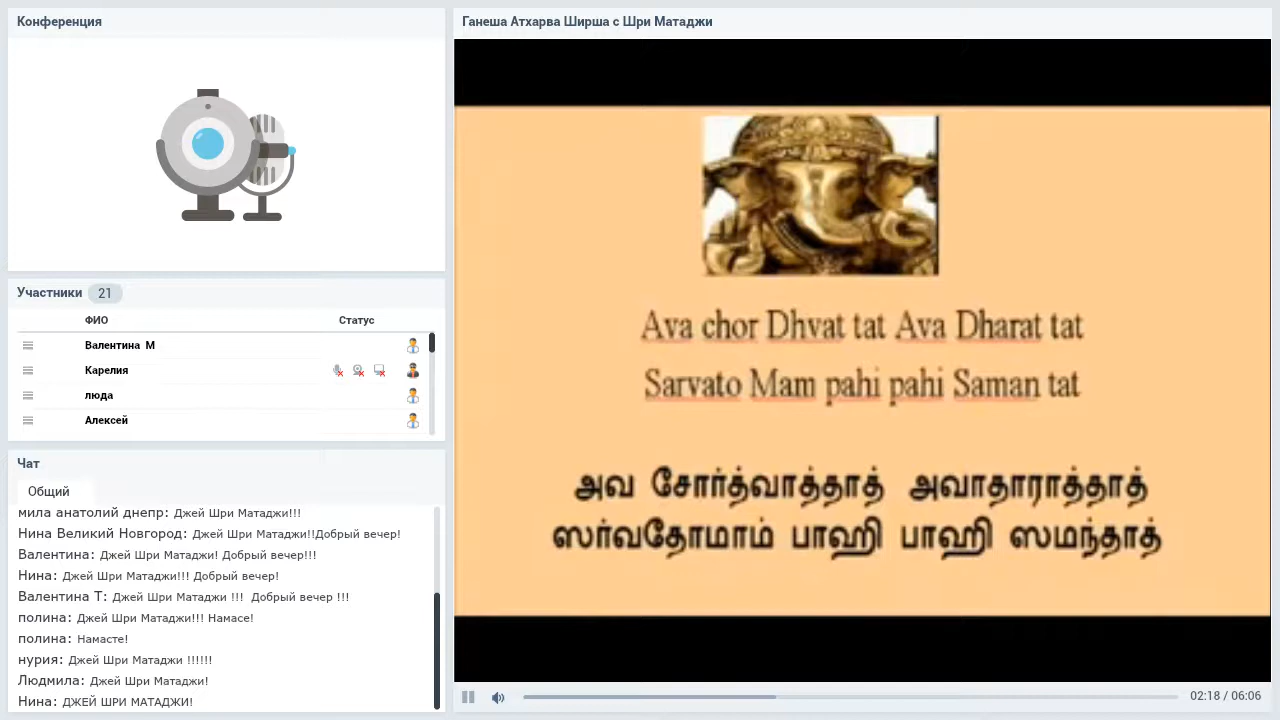 Конференция
Участники 21
ФИО Статус
Валентина М
Карелия
люда
Алексей
Чат
Общий
мила анатолий днепр: Джей Шри Матаджи!!!
Нина Великий Новгород: Джей Шри Матаджи!!Добрый вечер!
Валентина: Джей Шри Матаджи! Добрый вечер!!!
Нина: Джей Шри Матаджи!!! Добрый вечер!
Валентина Т: Джей Шри Матаджи !!! Добрый вечер !!!
полина: Джей Шри Матаджи!!! Намасе!
полина: Намасте!
нурия: Джей Шри Матаджи !!!!!!
Людмила: Джей Шри Матаджи!
Нина: ДЖЕЙ ШРИ МАТАДЖИ!
Ганеша Атхарва Ширша с Шри Матаджи
Ava chor Dhvat tat Ava Dharat tat
Sarvato Mam pahi pahi Saman tat
அவ சோர்த்வாத்தாத் அவாதாராத்தாத்
ஸர்வதோமாம் பாஹி பாஹி ஸமந்தாத்
02:18 / 06:06